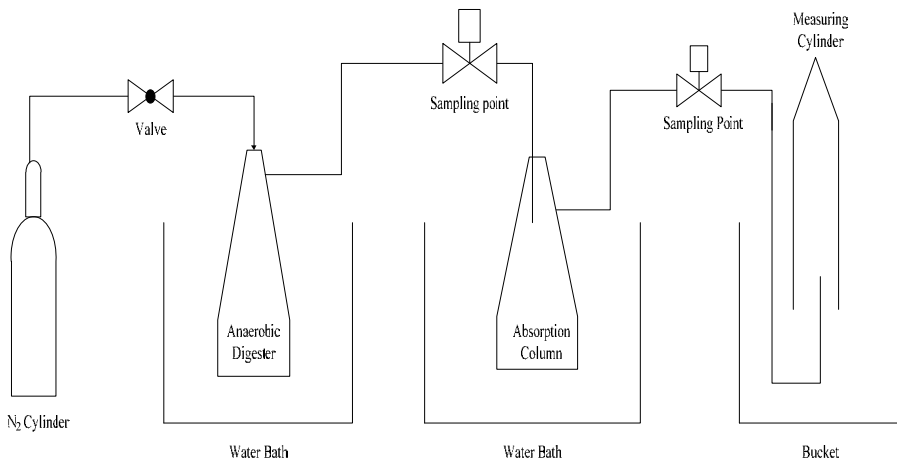 Measuring
Cylinder
Sampling point
Valve
Sampling Point
Anaerobic
Digester
Absorption
Column
N₂ Cylinder
Water Bath
Water Bath
Bucket